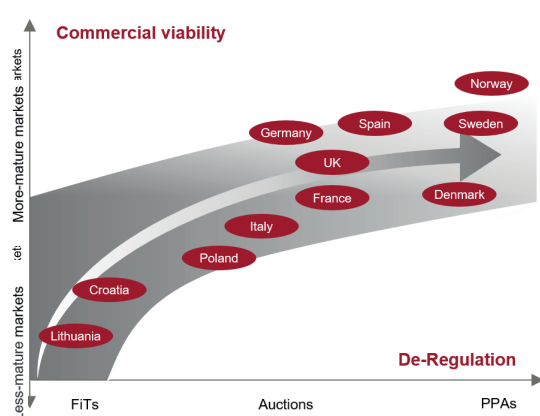 Commercial viability
Norway
Spain
Sweden
Germany
UK
France
Denmark
Italy
Poland
Croatia
Lithuania
More-mature markets
ess-mature markets
De-Regulation
FiTs
Auctions
PPAs